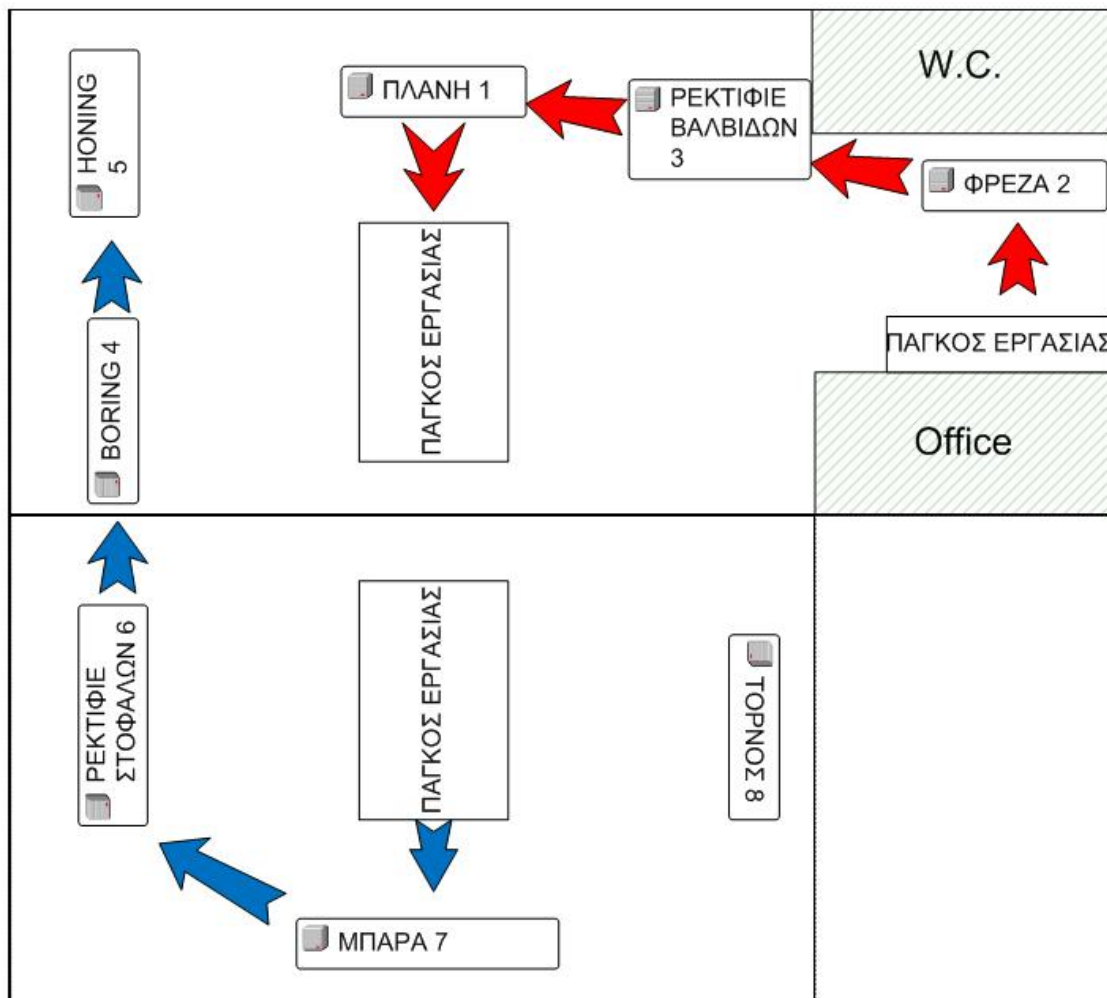 W.C.
HONING
5
ΠΛΑΝΗ 1
ΡΕΚΤΙΦΙΕ
ΒΑΛΒΙΔΩΝ
3
ΦΡΕΖΑ 2
ΠΑΓΚΟΣ ΕΡΓΑΣΙΑΣ
ΠΑΓΚΟΣ ΕΡΓΑΣΙΑΣ
BORING 4
Office
ΡΕΚΤΙΦΙΕ
ΣΤΟΦΑΛΩΝ 6
ΠΑΓΚΟΣ ΕΡΓΑΣΙΑΣ
ΤΟΡΝΟΣ 8
ΜΠΑΡΑ 7